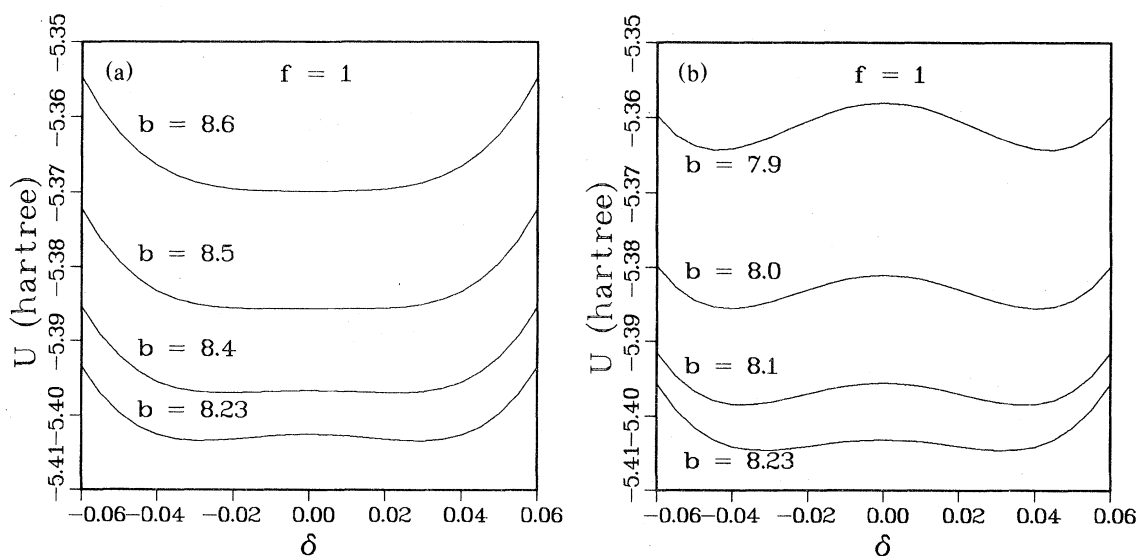 (a)
f = 1
b = 8.6
b = 8.5
b = 8.4
b = 8.23
U (hartree)
-5.35
-5.36
-5.37
-5.38
-5.39
-5.40
-5.41
-0.06 -0.04 -0.02 0.00 0.02 0.04 0.06
δ
(b)
f = 1
b = 7.9
b = 8.0
b = 8.1
b = 8.23
U (hartree)
-5.35
-5.36
-5.37
-5.38
-5.39
-5.40
-5.41
-0.06 -0.04 -0.02 0.00 0.02 0.04 0.06
δ